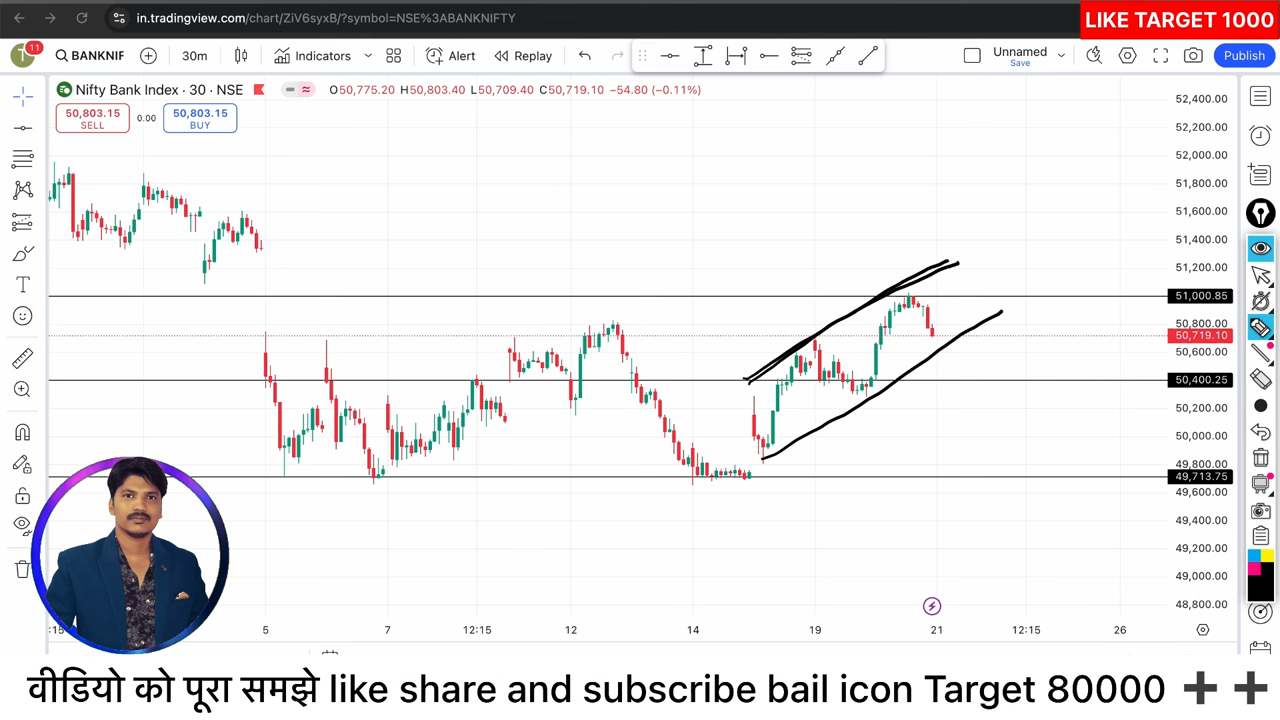 in.tradingview.com/chart/ZiV6syxB/?symbol=NSE%3ABANKNIFTY
LIKE TARGET 1000
11
T
BANKNIF
30m
Indicators
Alert
Replay
Unnamed
Save
Publish
Nifty Bank Index · 30 · NSE
O50,775.20 H50,803.40 L50,709.40 C50,719.10 −54.80 (−0.11%)
50,803.15
SELL
0.00
50,803.15
BUY
52,400.00
52,200.00
52,000.00
51,800.00
51,600.00
51,400.00
51,200.00
51,000.85
50,800.00
50,719.10
50,600.00
50,400.25
50,200.00
50,000.00
49,800.00
49,713.75
49,600.00
49,400.00
49,200.00
49,000.00
48,800.00
:15 5 7 12:15 12 14 19 21 12:15 26
वीडियो को पूरा समझे like share and subscribe bail icon Target 80000 ➕ ➕